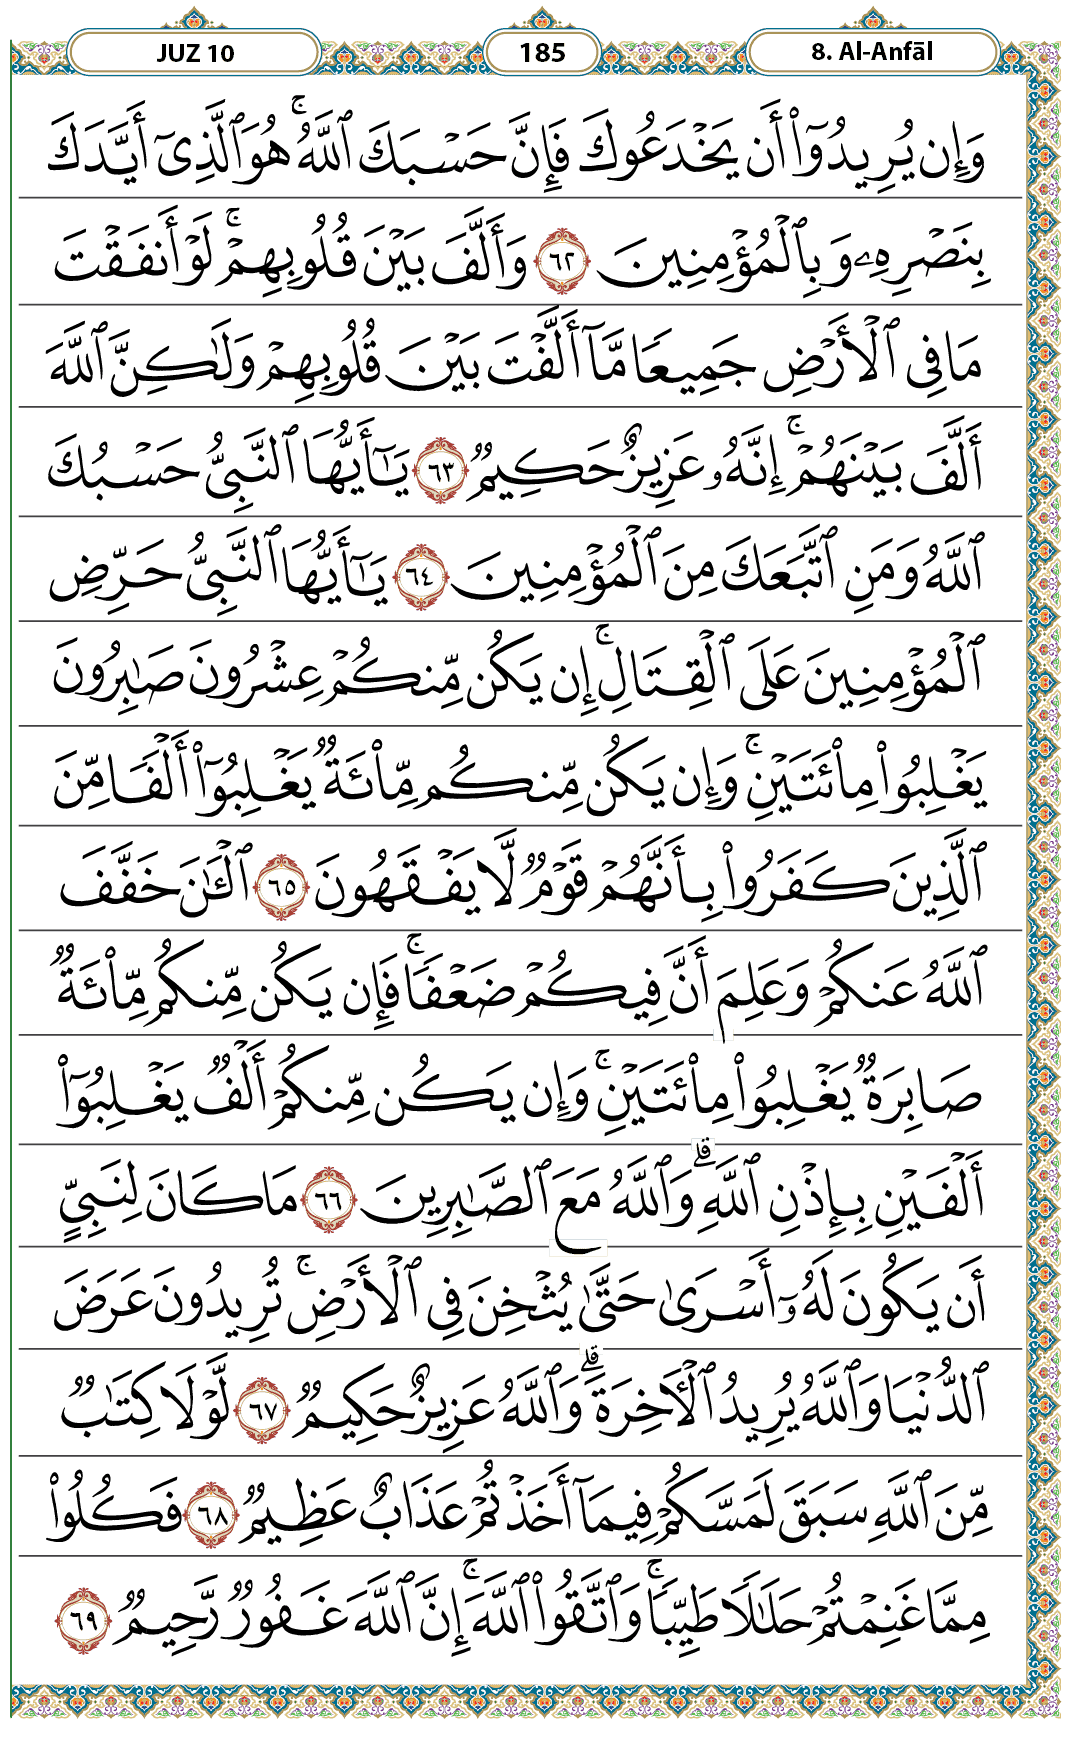 JUZ 10 185 8. Al-Anfāl
وَإِن يُرِيدُوٓا۟ أَن يَخْدَعُوكَ فَإِنَّ حَسْبَكَ ٱللَّهُ ۚ هُوَ ٱلَّذِىٓ أَيَّدَكَ
بِنَصْرِهِۦ وَبِٱلْمُؤْمِنِينَ ٦٢ وَأَلَّفَ بَيْنَ قُلُوبِهِمْ ۚ لَوْ أَنفَقْتَ
مَا فِى ٱلْأَرْضِ جَمِيعًا مَّآ أَلَّفْتَ بَيْنَ قُلُوبِهِمْ وَلَـٰكِنَّ ٱللَّهَ
أَلَّفَ بَيْنَهُمْ ۚ إِنَّهُۥ عَزِيزٌ حَكِيمٌ ٦٣ يَـٰٓأَيُّهَا ٱلنَّبِىُّ حَسْبُكَ
ٱللَّهُ وَمَنِ ٱتَّبَعَكَ مِنَ ٱلْمُؤْمِنِينَ ٦٤ يَـٰٓأَيُّهَا ٱلنَّبِىُّ حَرِّضِ
ٱلْمُؤْمِنِينَ عَلَى ٱلْقِتَالِ ۚ إِن يَكُن مِّنكُمْ عِشْرُونَ صَـٰبِرُونَ
يَغْلِبُوا۟ مِا۟ئَتَيْنِ ۚ وَإِن يَكُن مِّنكُم مِّا۟ئَةٌ يَغْلِبُوٓا۟ أَلْفًا مِّنَ
ٱلَّذِينَ كَفَرُوا۟ بِأَنَّهُمْ قَوْمٌ لَّا يَفْقَهُونَ ٦٥ ٱلْـَٔـٰنَ خَفَّفَ
ٱللَّهُ عَنكُمْ وَعَلِمَ أَنَّ فِيكُمْ ضَعْفًا ۚ فَإِن يَكُن مِّنكُم مِّا۟ئَةٌ
صَابِرَةٌ يَغْلِبُوا۟ مِا۟ئَتَيْنِ ۚ وَإِن يَكُن مِّنكُمْ أَلْفٌ يَغْلِبُوٓا۟
أَلْفَيْنِ بِإِذْنِ ٱللَّهِ ۗ وَٱللَّهُ مَعَ ٱلصَّـٰبِرِينَ ٦٦ مَا كَانَ لِنَبِىٍّ
أَن يَكُونَ لَهُۥٓ أَسْرَىٰ حَتَّىٰ يُثْخِنَ فِى ٱلْأَرْضِ ۚ تُرِيدُونَ عَرَضَ
ٱلدُّنْيَا وَٱللَّهُ يُرِيدُ ٱلْـَٔاخِرَةَ ۗ وَٱللَّهُ عَزِيزٌ حَكِيمٌ ٦٧ لَّوْلَا كِتَـٰبٌ
مِّنَ ٱللَّهِ سَبَقَ لَمَسَّكُمْ فِيمَآ أَخَذْتُمْ عَذَابٌ عَظِيمٌ ٦٨ فَكُلُوا۟
مِمَّا غَنِمْتُمْ حَلَـٰلًا طَيِّبًا ۚ وَٱتَّقُوا۟ ٱللَّهَ ۚ إِنَّ ٱللَّهَ غَفُورٌ رَّحِيمٌ ٦٩